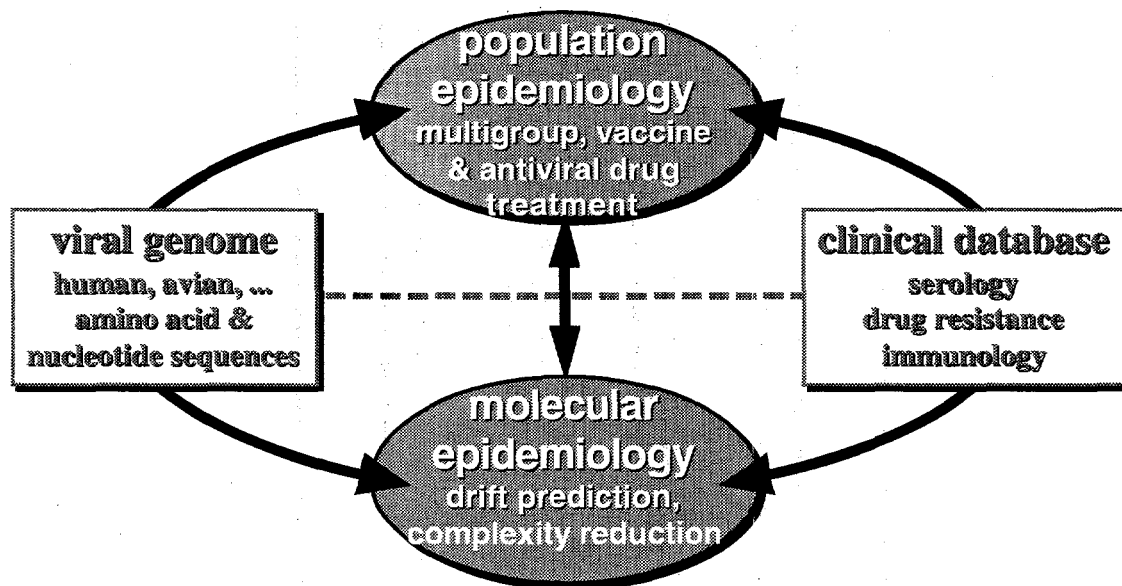 population
epidemiology
multigroup, vaccine
& antiviral drug
treatment
viral genome
human, avian, ...
amino acid &
nucleotide sequences
clinical database
serology
drug resistance
immunology
molecular
epidemiology
drift prediction,
complexity reduction